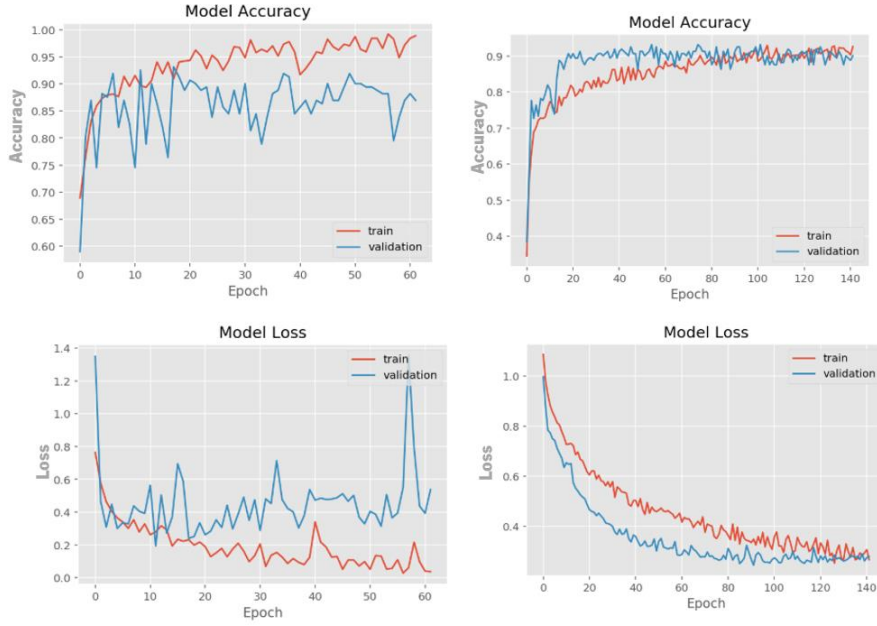 Model Accuracy
1.00
0.95
0.90
0.85
0.80
0.75
0.70
0.65
0.60
Accuracy
train
validation
0 10 20 30 40 50 60
Epoch
Model Accuracy
0.9
0.8
0.7
0.6
0.5
0.4
Accuracy
train
validation
0 20 40 60 80 100 120 140
Epoch
Model Loss
1.4
1.2
1.0
0.8
0.6
0.4
0.2
0.0
Loss
train
validation
0 10 20 30 40 50 60
Epoch
Model Loss
1.0
0.8
0.6
0.4
Loss
train
validation
0 20 40 60 80 100 120 140
Epoch